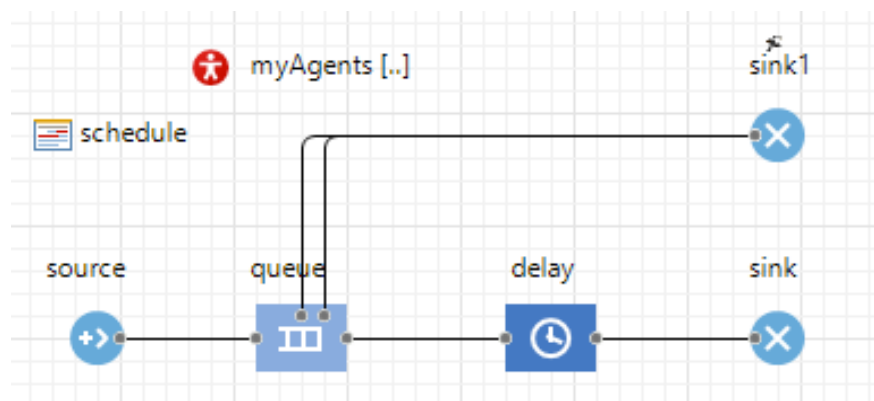 myAgents [..]
sink1
schedule
source
queue
delay
sink